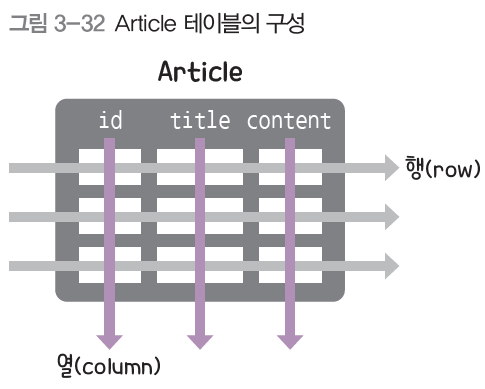 그림 3-32 Article 테이블의 구성
Article
id title content
행(row)
열(column)